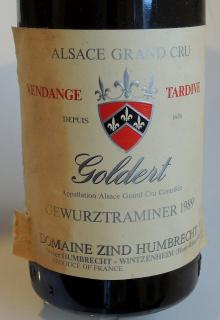 ALSACE GRAND CRU
VENDANGE TARDIVE
DEPUIS
Goldert
Appellation Alsace Grand Cru Contrôlée
GEWURZTRAMINER 1989
DOMAINE ZIND HUMBRECHT
HUMBRECHT - WINTZENHEIM
PRODUCE OF FRANCE